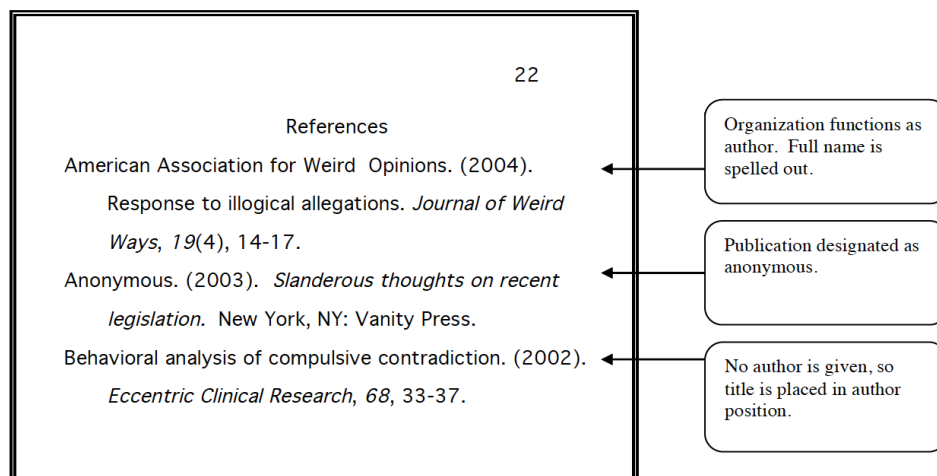 22
References
American Association for Weird  Opinions. (2004).
Response to illogical allegations. Journal of Weird
Ways, 19(4), 14-17.
Anonymous. (2003).  Slanderous thoughts on recent
legislation.  New York, NY: Vanity Press.
Behavioral analysis of compulsive contradiction. (2002).
Eccentric Clinical Research, 68, 33-37.
Organization functions as
author.  Full name is
spelled out.
Publication designated as
anonymous.
No author is given, so
title is placed in author
position.